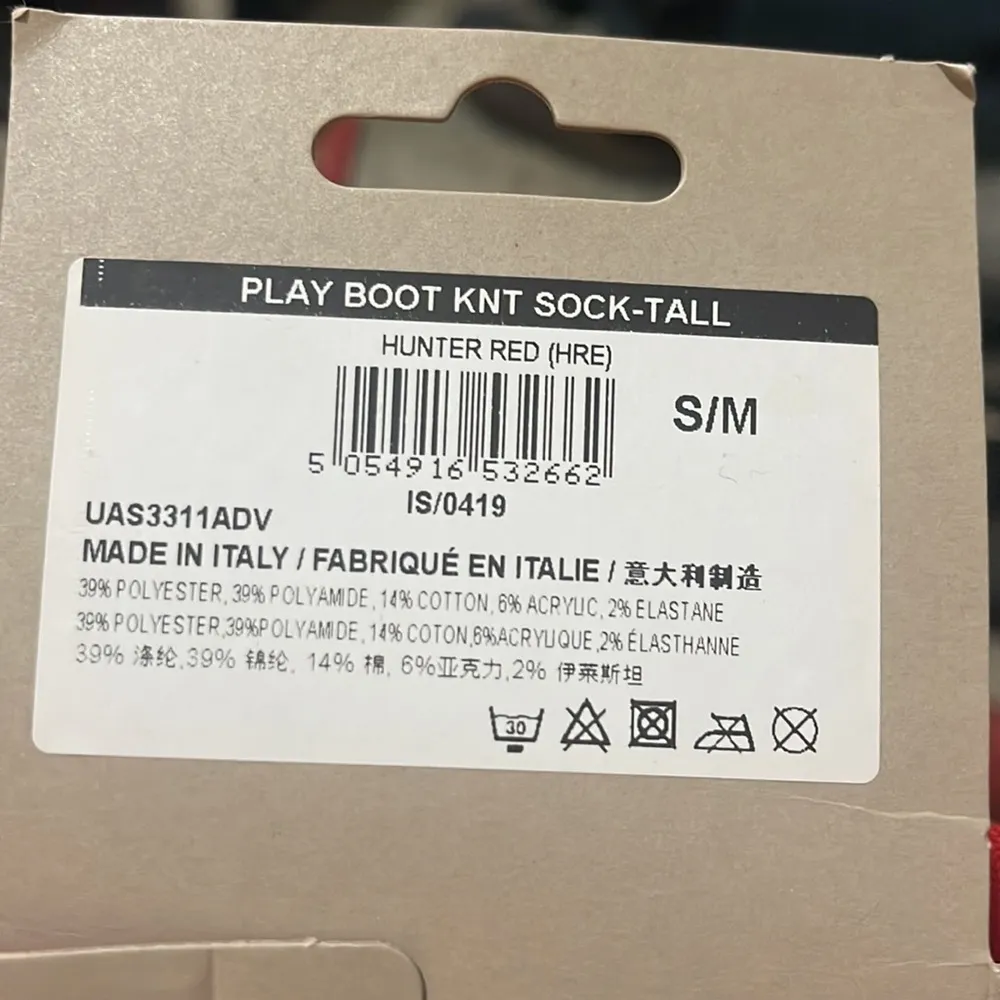 PLAY BOOT KNT SOCK-TALL
HUNTER RED (HRE)
S/M
5 054916 532662
IS/0419
UAS3311ADV
MADE IN ITALY / FABRIQUÉ EN ITALIE / 意大利制造
39% POLYESTER, 39% POLYAMIDE, 14% COTTON, 6% ACRYLIC, 2% ELASTANE
39% POLYESTER,39%POLYAMIDE, 14% COTON,6%ACRYLIQUE,2% ÉLASTHANNE
39% 涤纶,39% 锦纶, 14% 棉, 6%亚克力,2% 伊莱斯坦
30